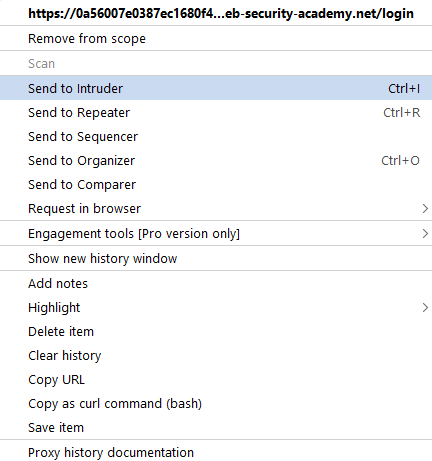 https://0a56007e0387ec1680f4...eb-security-academy.net/login
Remove from scope
Scan
Send to Intruder Ctrl+I
Send to Repeater Ctrl+R
Send to Sequencer
Send to Organizer Ctrl+O
Send to Comparer
Request in browser
Engagement tools [Pro version only]
Show new history window
Add notes
Highlight
Delete item
Clear history
Copy URL
Copy as curl command (bash)
Save item
Proxy history documentation